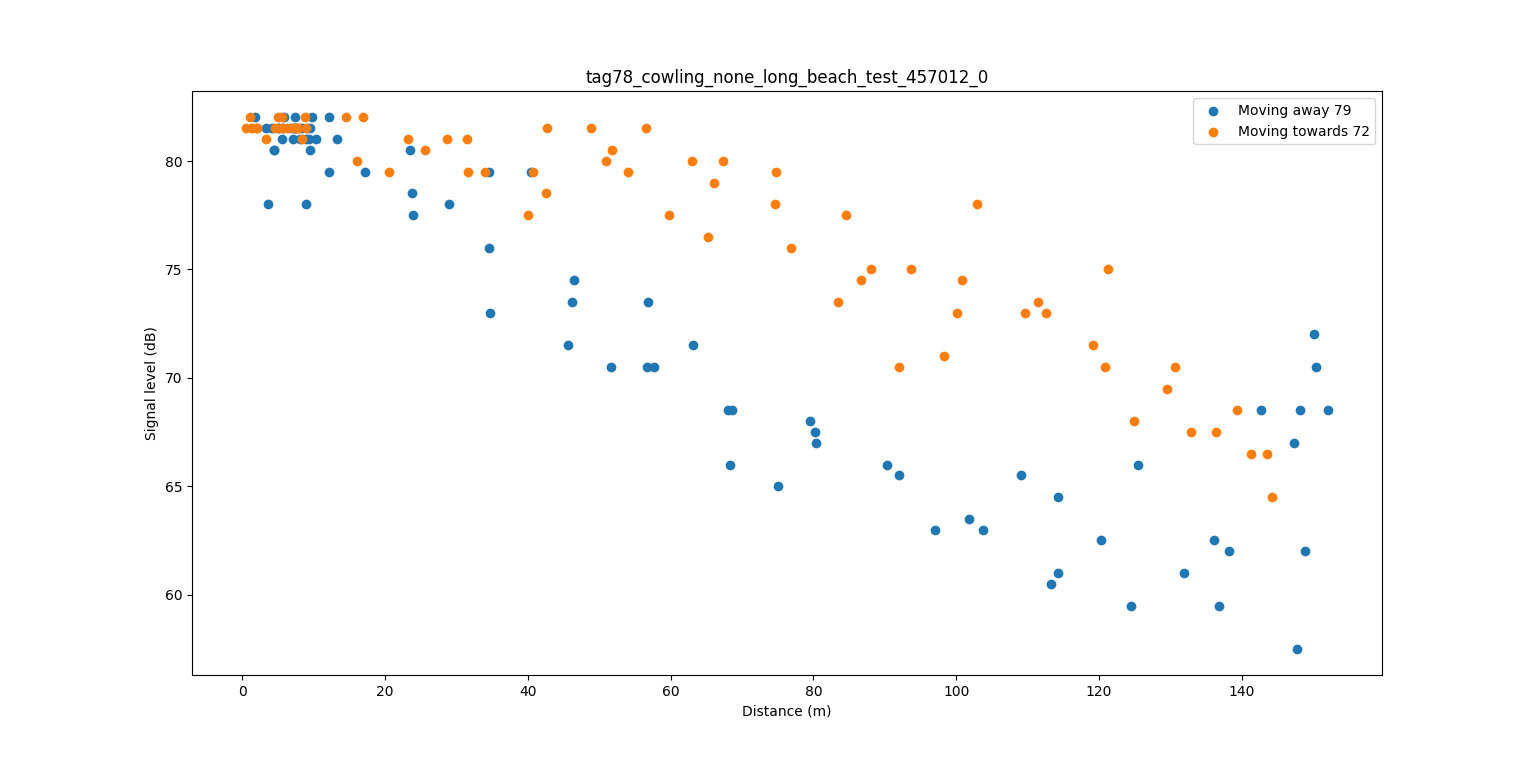 tag78_cowling_none_long_beach_test_457012_0
Moving away 79
Moving towards 72
Signal level (dB)
80
75
70
65
60
0 20 40 60 80 100 120 140
Distance (m)